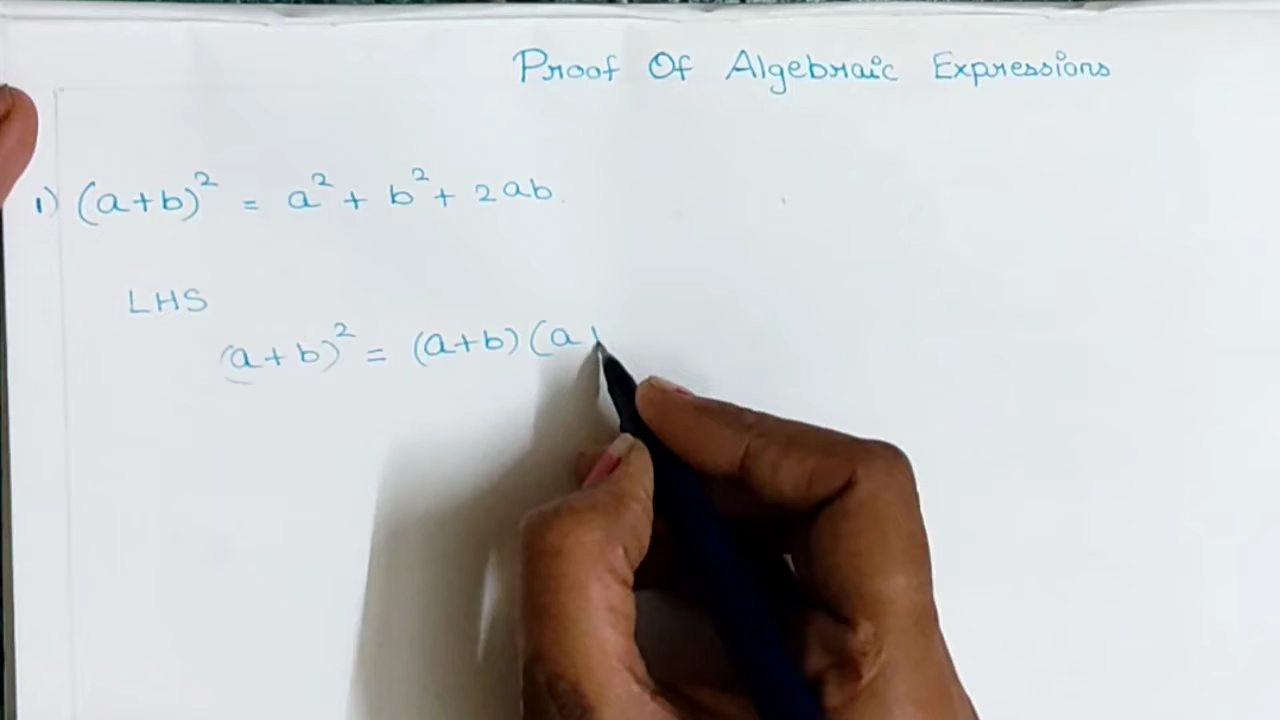 Proof Of Algebraic Expressions
1) (a+b)² = a² + b² + 2ab
LHS
(a+b)² = (a+b) (a